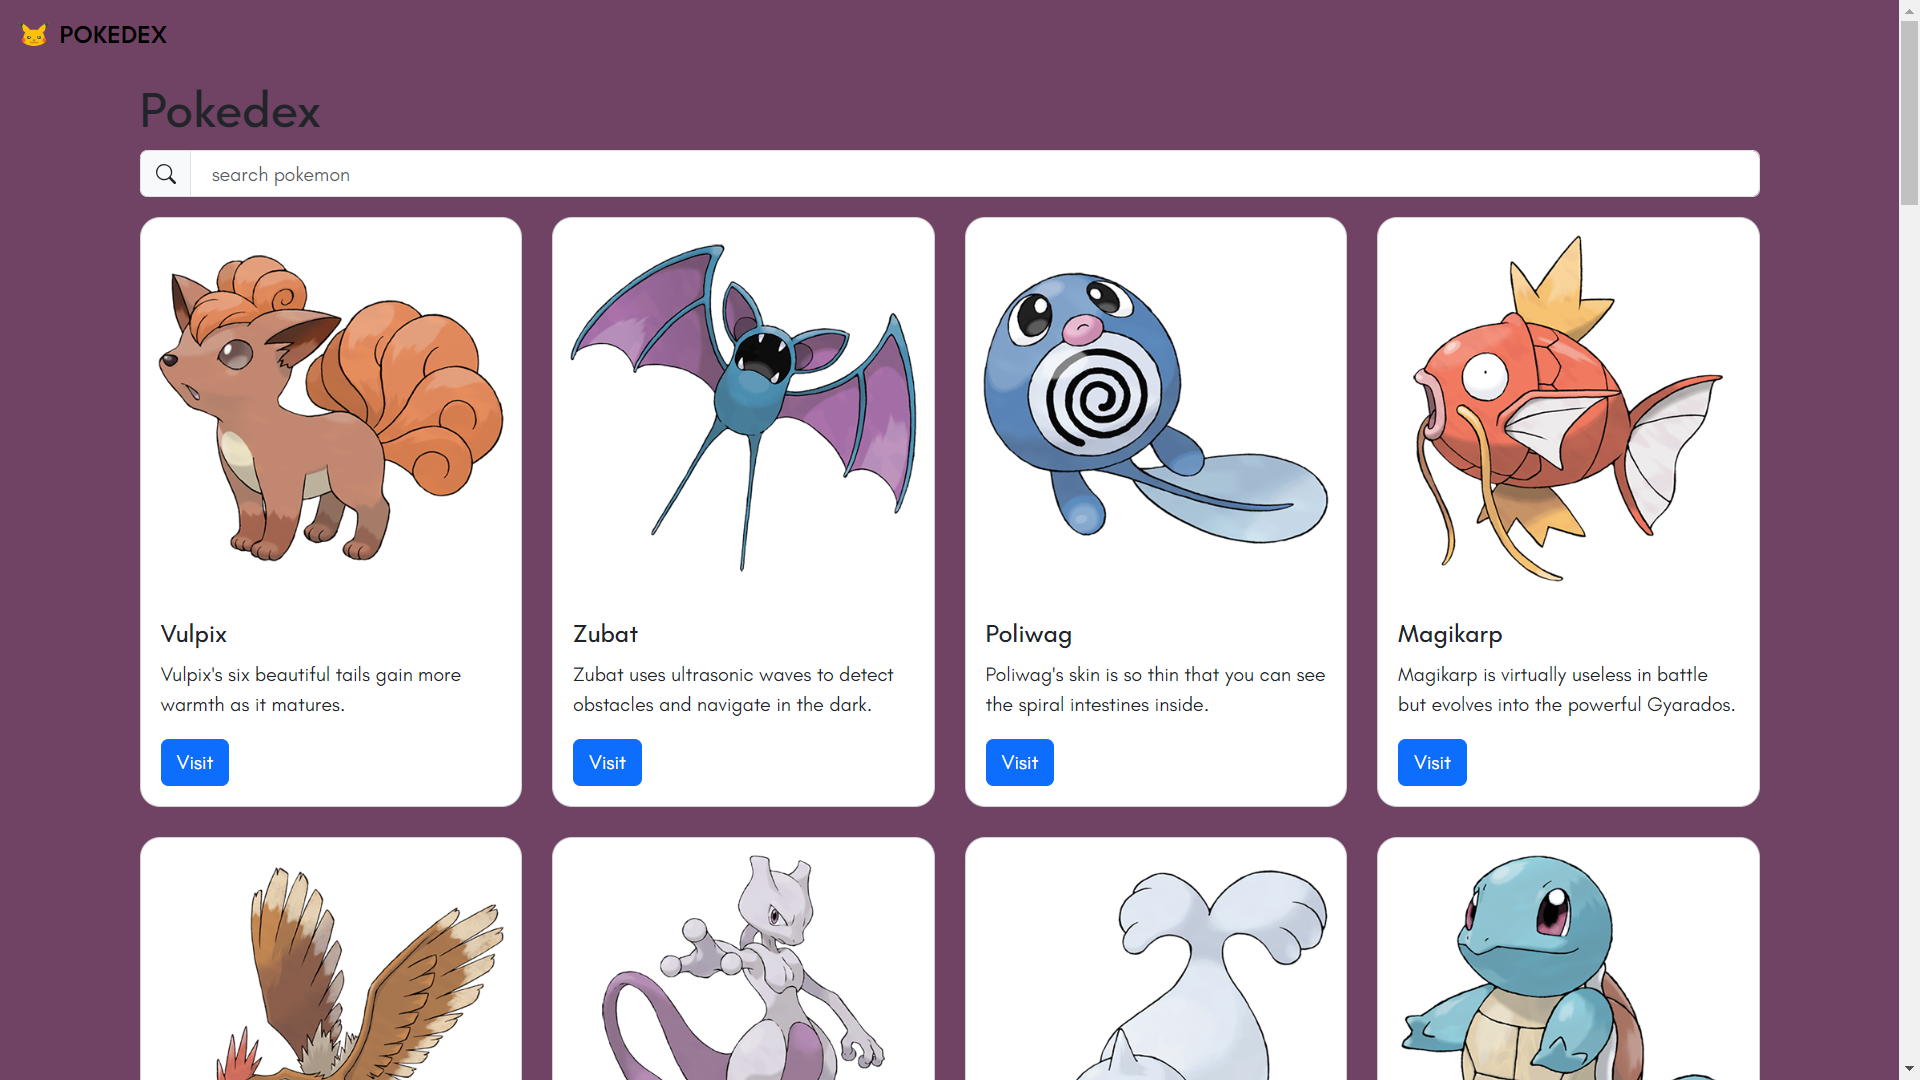 POKEDEX
Pokedex
search pokemon
Vulpix
Vulpix's six beautiful tails gain more
warmth as it matures.
Visit
Zubat
Zubat uses ultrasonic waves to detect
obstacles and navigate in the dark.
Visit
Poliwag
Poliwag's skin is so thin that you can see
the spiral intestines inside.
Visit
Magikarp
Magikarp is virtually useless in battle
but evolves into the powerful Gyarados.
Visit